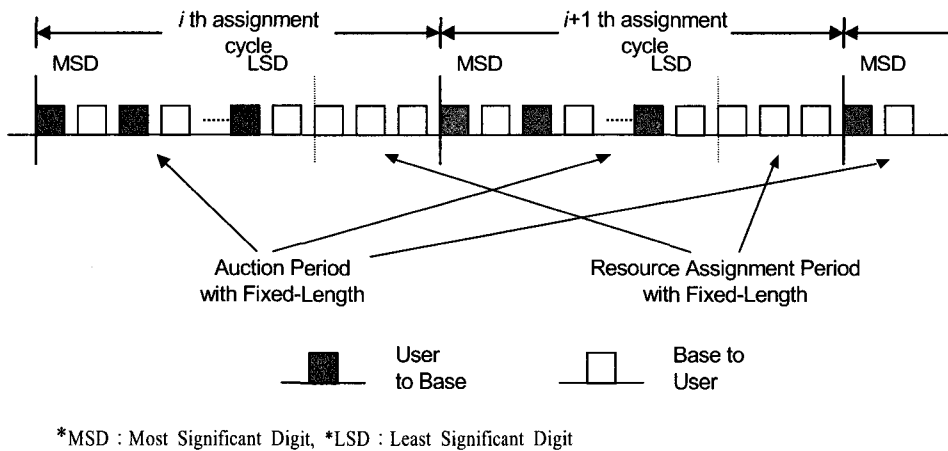 i th assignment cycle
i+1 th assignment cycle
MSD LSD MSD LSD MSD
Auction Period
with Fixed-Length
Resource Assignment Period
with Fixed-Length
User
to Base
Base to
User
*MSD : Most Significant Digit, *LSD : Least Significant Digit